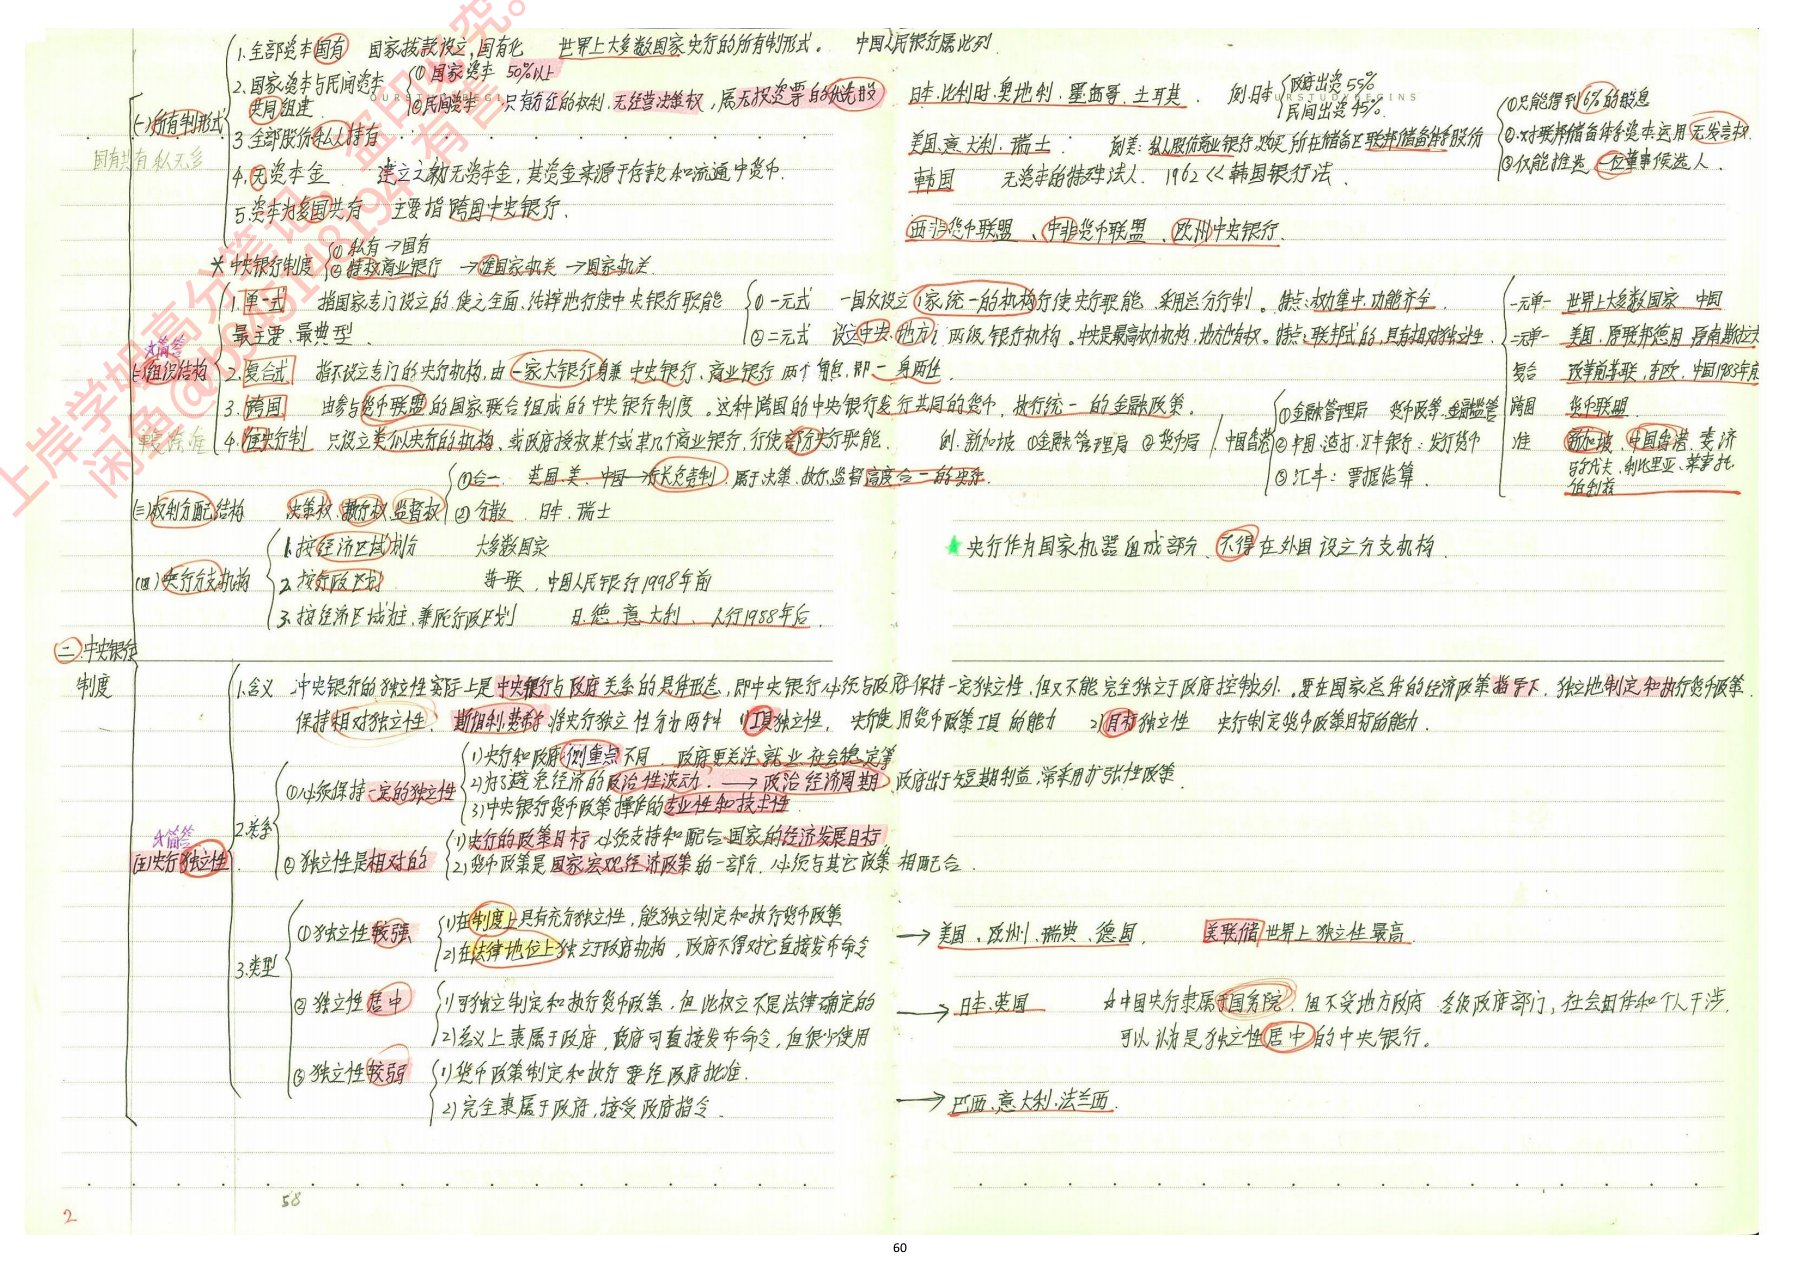 1.全部资本国有 国家拨款设立,国有化 世界上大多数国家央行的所有制形式。 中国人民银行属此列
2.国家资本与民间资本共同组建 ①国家资本 50%以上
②民间资本 只有分红的权利,无经营决策权,属无投资票的优先股
日本.比利时.奥地利.墨西哥.土耳其. 例:日本 政府出资55% 民间出资45%.
(一)所有制形式
国有共有私无多
3.全部股份私人持有
美国、意大利、瑞士 例:美:私人股份商业银行,购买所在储备区联邦储备银行股份
①只能得到6%的股息
②对联邦储备体系资本运用无发言权
③仅能推选一位董事候选人.
4.无资本金. 建立之初无资本金,其资金来源于存款和流通中货币.
韩国 无资本的特殊法人. 1962《韩国银行法.
5.资本为多国共有 主要指跨国中央银行.
西非货币联盟、中非货币联盟、欧州中央银行.
* 中央银行制度 ①私有→国有
②特权商业银行 →准国家机关 →国家机关.
☆简答
(二)组织结构
1.单一式 指国家专门设立的使之全面、纯粹地行使中央银行职能
最主要、最典型.
①一元式 一国仅设立1家,统一的机构行使央行职能,采用总分行制。特点:权力集中.功能齐全.
②二元式 设立中央、地方、两级银行机构。中央是最高权力机构,地方也有权。特点:联邦式的,具有相对独立性.
一元单一 世界上大多数国家 中国
二元单一 美国、原联邦德国、原南斯拉夫
2.复合式 指不设立专门的央行机构,由一家大银行身兼中央银行、商业银行两个角色,即一身两任.
复合 改革前苏联,东欧,中国1983年前
3.跨国 由参与货币联盟的国家联合组成的中央银行制度。这种跨国的中央银行发行共同的货币,执行统一的金融政策。
跨国 货币联盟.
4.准央行制 只设立类似央行的机构、或政府授权某个或某几个商业银行,行使部分央行职能.
例.新加坡 ①金融管理局 ②货币局
中国香港 ①金融管理局 货币政策.金融监管
②中国.渣打.汇丰银行:发行货币
③汇丰:票据结算.
准 新加坡、中国香港、斐济
马尔代夫、利比里亚、莱索托
伯利兹
(三)权利分配结构 决策权、执行权、监督权
①合一. 英国.美.中国→行长负责制. 属于决策、执行、监督高度合一的央行.
②分散. 日本.瑞士
(四)央行分支机构
1.按经济区域划分 大多数国家
2.按行政区划 苏联.中国人民银行1998年前
3.按经济区域为主,兼顾行政区划 日.德.意大利、人行1988年后.
★央行作为国家机器组成部分、不得在外国设立分支机构.
二.中央银行制度
☆简答
(五)央行独立性
1.含义 冲央银行的独立性实际上是中央银行与政府关系的具体形态,即中央银行必须与政府保持一定独立性,但又不能完全独立于政府控制之外.要在国家总体的经济政策指导下.独立地制定和执行货币政策.
保持相对独立性. 斯坦利费希尔将央行独立性分为两种 1)工具独立性, 央行使用货币政策工具的能力 2)目标独立性 央行制定货币政策目标的能力.
2.关系
①必须保持一定的独立性
1)央行和政府侧重点不同 政府更关注就业.社会稳定等
2)为了避免经济的政治性波动.→政治经济周期 政府出于短期利益,常采用扩张性政策.
3)中央银行货币政策操作的专业性和技术性
②独立性是相对的
1)央行的政策目标必须支持和配合国家的经济发展目标
2)货币政策是国家宏观经济政策的一部分.必须与其它政策相配合.
3.类型
①独立性较强
1)在制度上具有充分独立性,能独立制定和执行货币政策
2)在法律地位上独立于政府机构,政府不得对它直接发布命令
→美国、欧州、瑞典、德国. 美联储世界上独立性最高.
②独立性居中
1)可独立制定和执行货币政策.但此权立不是法律确定的
2)名义上隶属于政府,政府可直接发布命令,但很少使用
→日本.英国 ☆中国央行隶属于国务院,但不受地方政府 各级政府部门,社会团体和个人干涉.
可以认为是独立性居中的中央银行。
③独立性较弱
1)货币政策制定和执行要经政府批准.
2)完全隶属于政府,接受政府指令.
→巴西、意大利、法兰西.
58
2
60